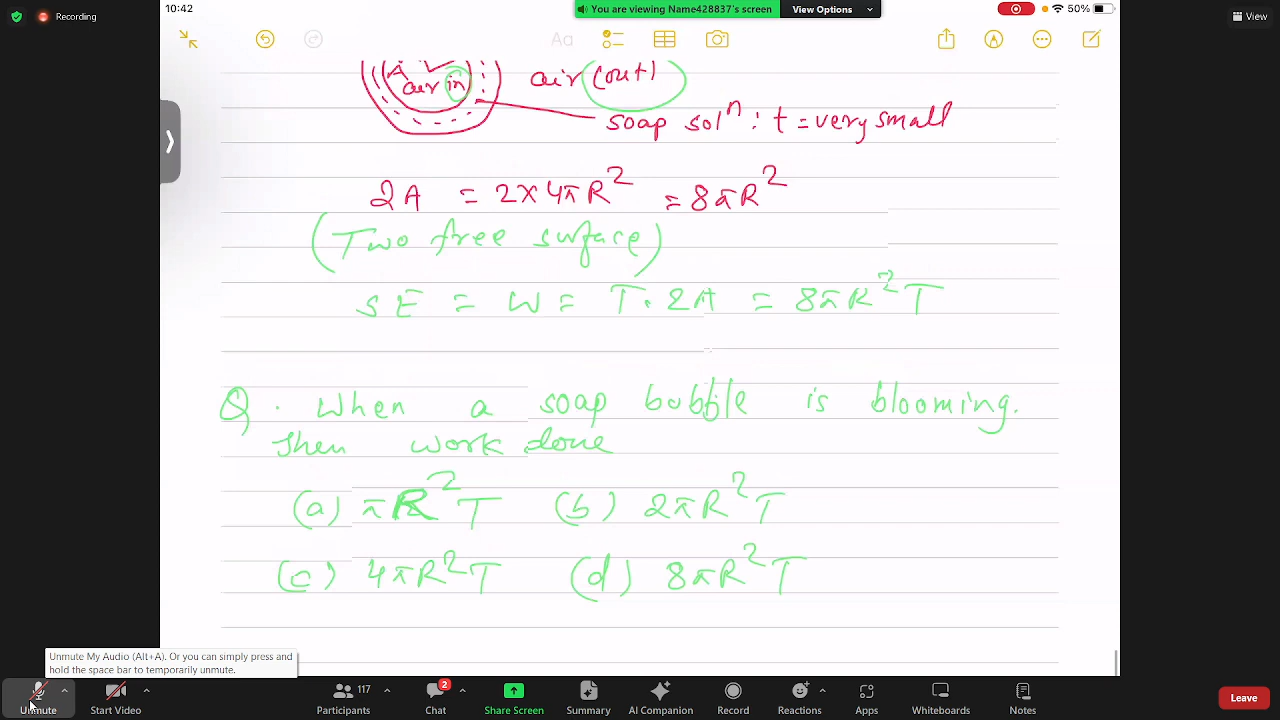 10:42
You are viewing Name428837's screen
View Options
50%
Recording
View
Aa
air in
air (out)
soap solⁿ : t = very small
2A = 2×4πR² = 8πR²
(Two free surface)
SE = W = T. 2A = 8πR²T
Q. When a soap bubble is blooming.
Then work done
(a) πR²T (b) 2πR²T
(c) 4πR²T (d) 8πR²T
Unmute My Audio (Alt+A). Or you can simply press and
hold the space bar to temporarily unmute.
Unmute
Start Video
Participants
117
Chat
2
Share Screen
Summary
AI Companion
Record
Reactions
Apps
Whiteboards
Notes
Leave